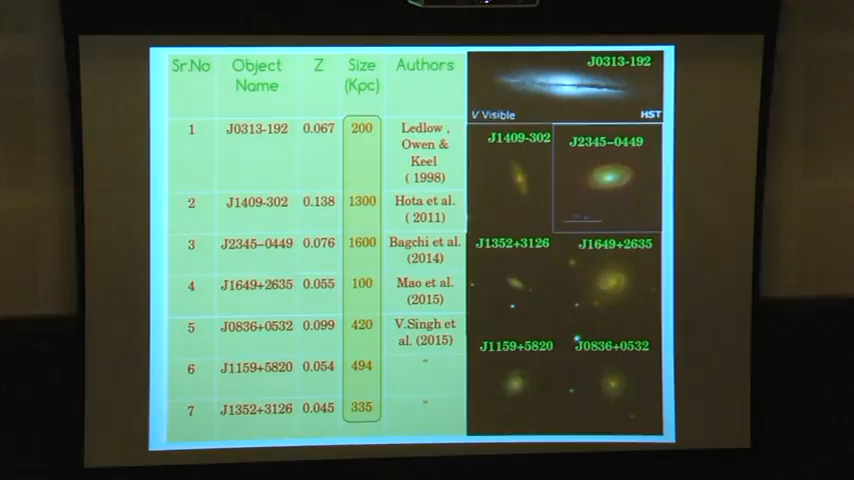 Sr.No Object Name Z Size (Kpc) Authors
1 J0313-192 0.067 200 Ledlow , Owen & Keel ( 1998)
2 J1409-302 0.138 1300 Hota et al. ( 2011)
3 J2345-0449 0.076 1600 Bagchi et al. (2014)
4 J1649+2635 0.055 100 Mao et al. (2015)
5 J0836+0532 0.099 420 V.Singh et al. (2015)
6 J1159+5820 0.054 494 "
7 J1352+3126 0.045 335 "
J0313-192
V Visible HST
J1409-302 J2345-0449
J1352+3126 J1649+2635
J1159+5820 J0836+0532